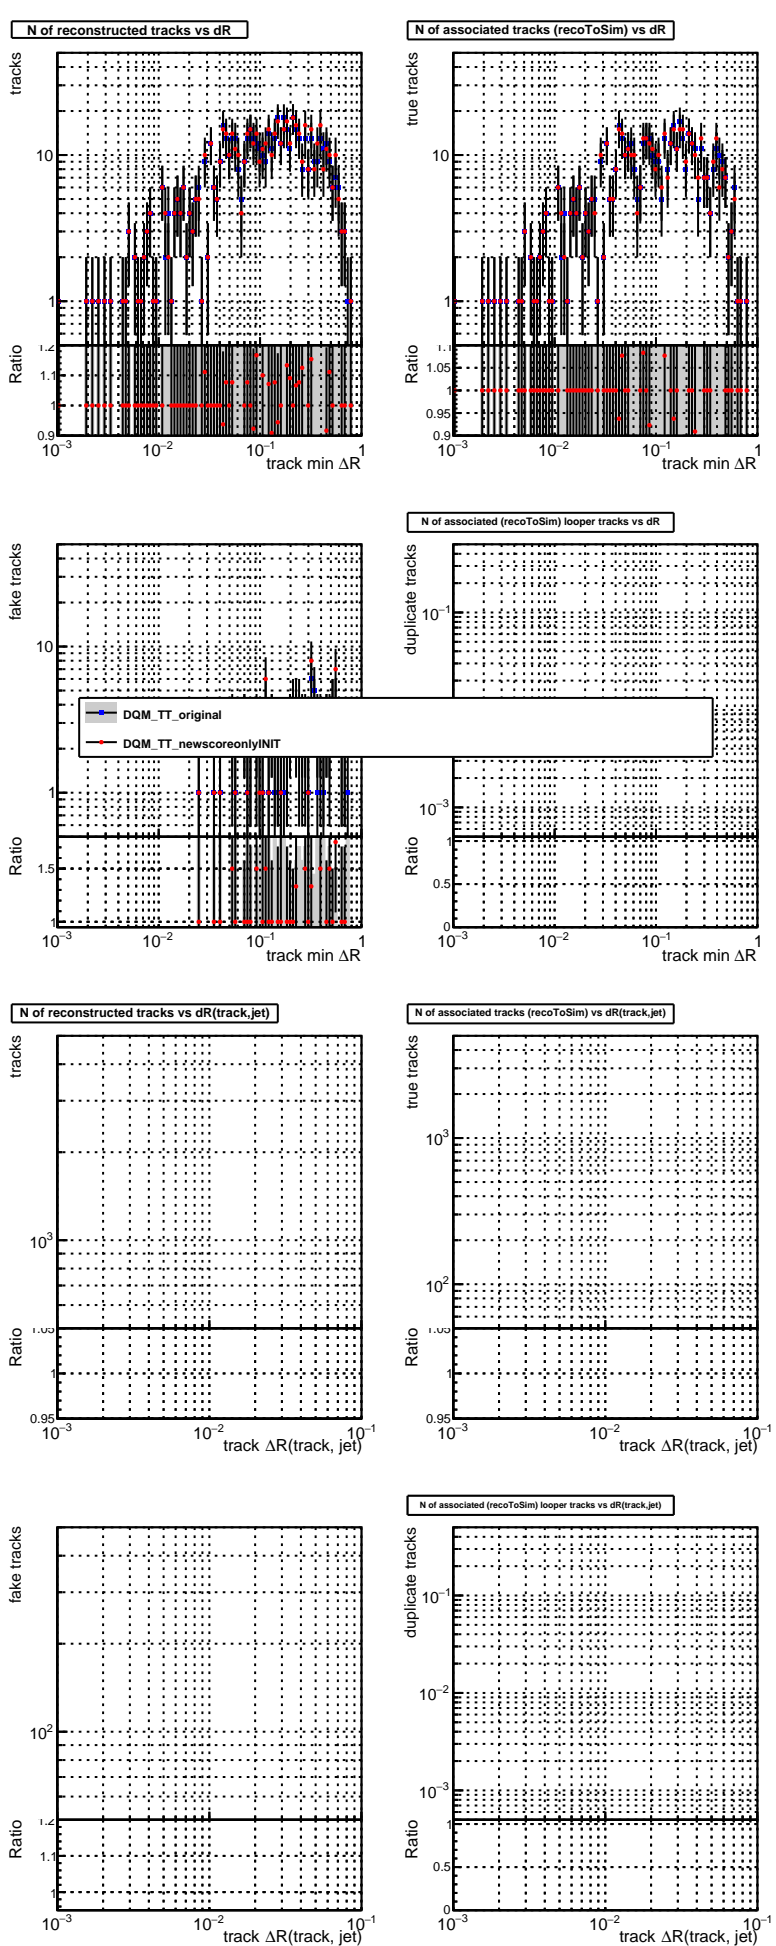 N of reconstructed tracks vs dR
tracks
10
1
Ratio
1.2
1.1
1
0.9
10−3
10−2
10−1
1
track min ΔR
N of associated tracks (recoToSim) vs dR
true tracks
10
1
Ratio
1.1
1.05
1
0.95
0.9
10−3
10−2
10−1
1
track min ΔR
fake tracks
10
1
Ratio
1.5
1
10−3
10−2
10−1
1
track min ΔR
N of associated (recoToSim) looper tracks vs dR
duplicate tracks
10−1
10−3
Ratio
1
0.5
0
10−3
10−2
10−1
1
track min ΔR
DQM_TT_original
DQM_TT_newscoreonlyINIT
N of reconstructed tracks vs dR(track,jet)
tracks
103
Ratio
1.05
1
0.95
10−3
10−2
10−1
track ΔR(track, jet)
N of associated tracks (recoToSim) vs dR(track,jet)
true tracks
103
102
Ratio
1.05
1
0.95
10−3
10−2
10−1
track ΔR(track, jet)
fake tracks
102
Ratio
1.2
1.1
1
10−3
10−2
10−1
track ΔR(track, jet)
N of associated (recoToSim) looper tracks vs dR(track,jet)
duplicate tracks
10−1
10−2
10−3
Ratio
1
0.5
0
10−3
10−2
10−1
track ΔR(track, jet)